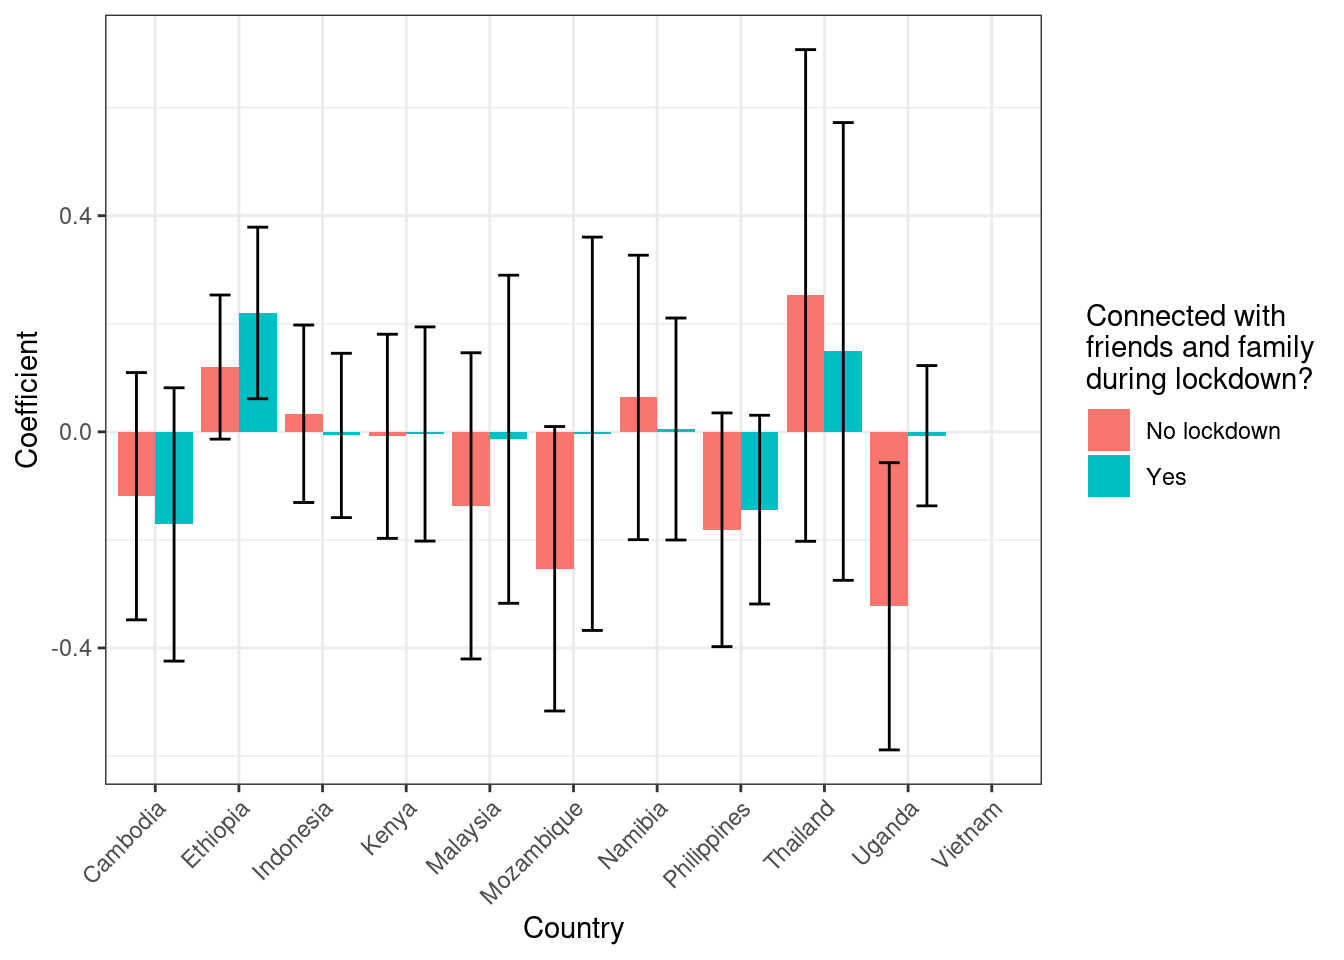 0.4
0.0
-0.4
Coefficient
Cambodia
Ethiopia
Indonesia
Kenya
Malaysia
Mozambique
Namibia
Philippines
Thailand
Uganda
Vietnam
Country
Connected with
friends and family
during lockdown?
No lockdown
Yes